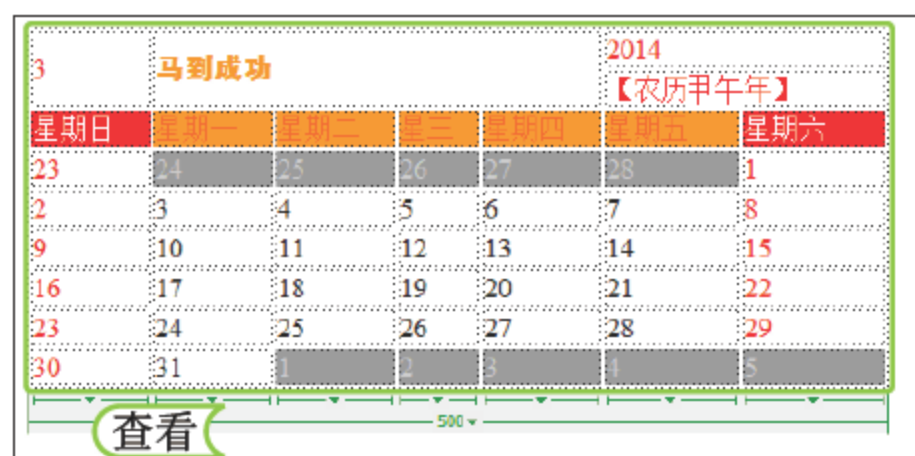 3 马到成功 2014
【农历甲午年】
星期日 星期一 星期二 星三 星期四 星期五 星期六
23 24 25 26 27 28 1
2 3 4 5 6 7 8
9 10 11 12 13 14 15
16 17 18 19 20 21 22
23 24 25 26 27 28 29
30 31 1 2 3 4 5
500
查看